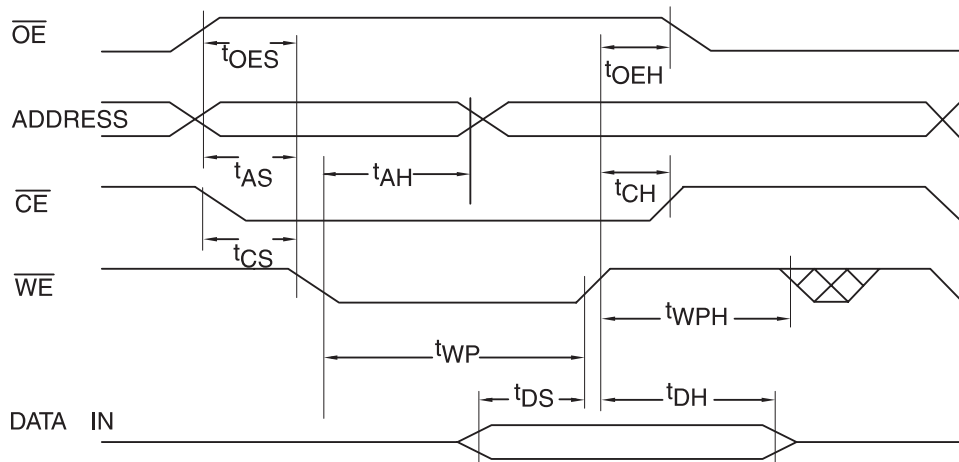 OE
tOES
tOEH
ADDRESS
tAS
tAH
tCH
CE
tCS
WE
tWPH
tWP
tDS
tDH
DATA IN